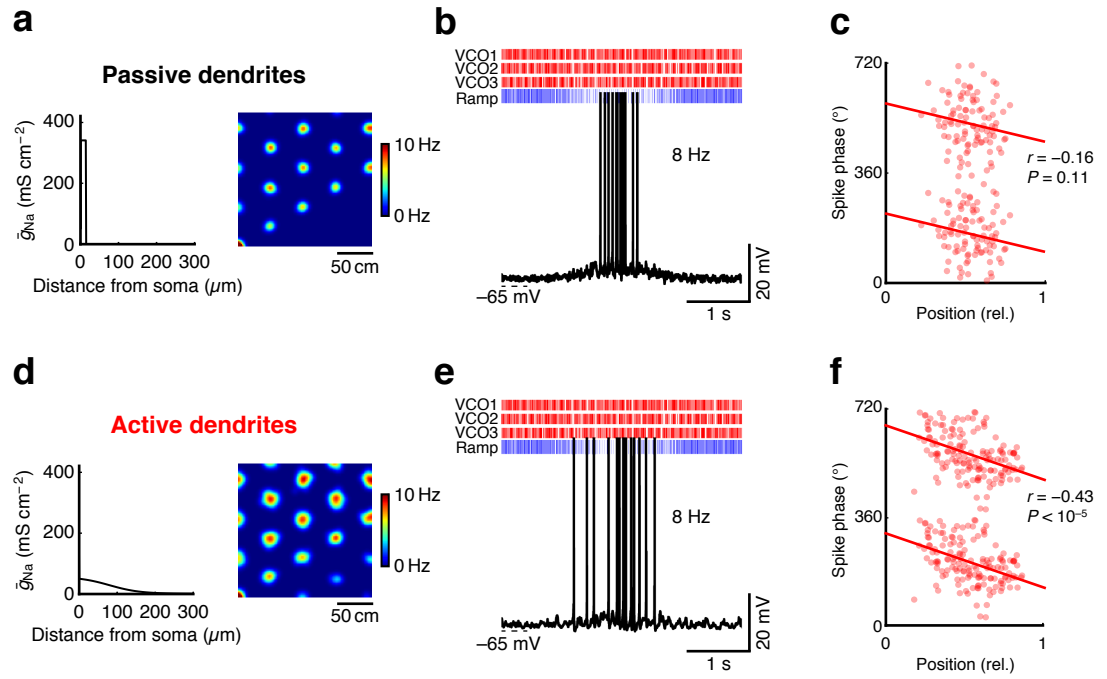 a
Passive dendrites
400
200
0
ḡNa (mS cm−2)
0 100 200 300
Distance from soma (μm)
10 Hz
0 Hz
50 cm
b
VCO1
VCO2
VCO3
Ramp
8 Hz
−65 mV
20 mV
1 s
c
720
360
0
Spike phase (°)
r = −0.16
P = 0.11
0 1
Position (rel.)
d
Active dendrites
400
200
0
ḡNa (mS cm−2)
0 100 200 300
Distance from soma (μm)
10 Hz
0 Hz
50 cm
e
VCO1
VCO2
VCO3
Ramp
8 Hz
−65 mV
20 mV
1 s
f
720
360
0
Spike phase (°)
r = −0.43
P < 10−5
0 1
Position (rel.)